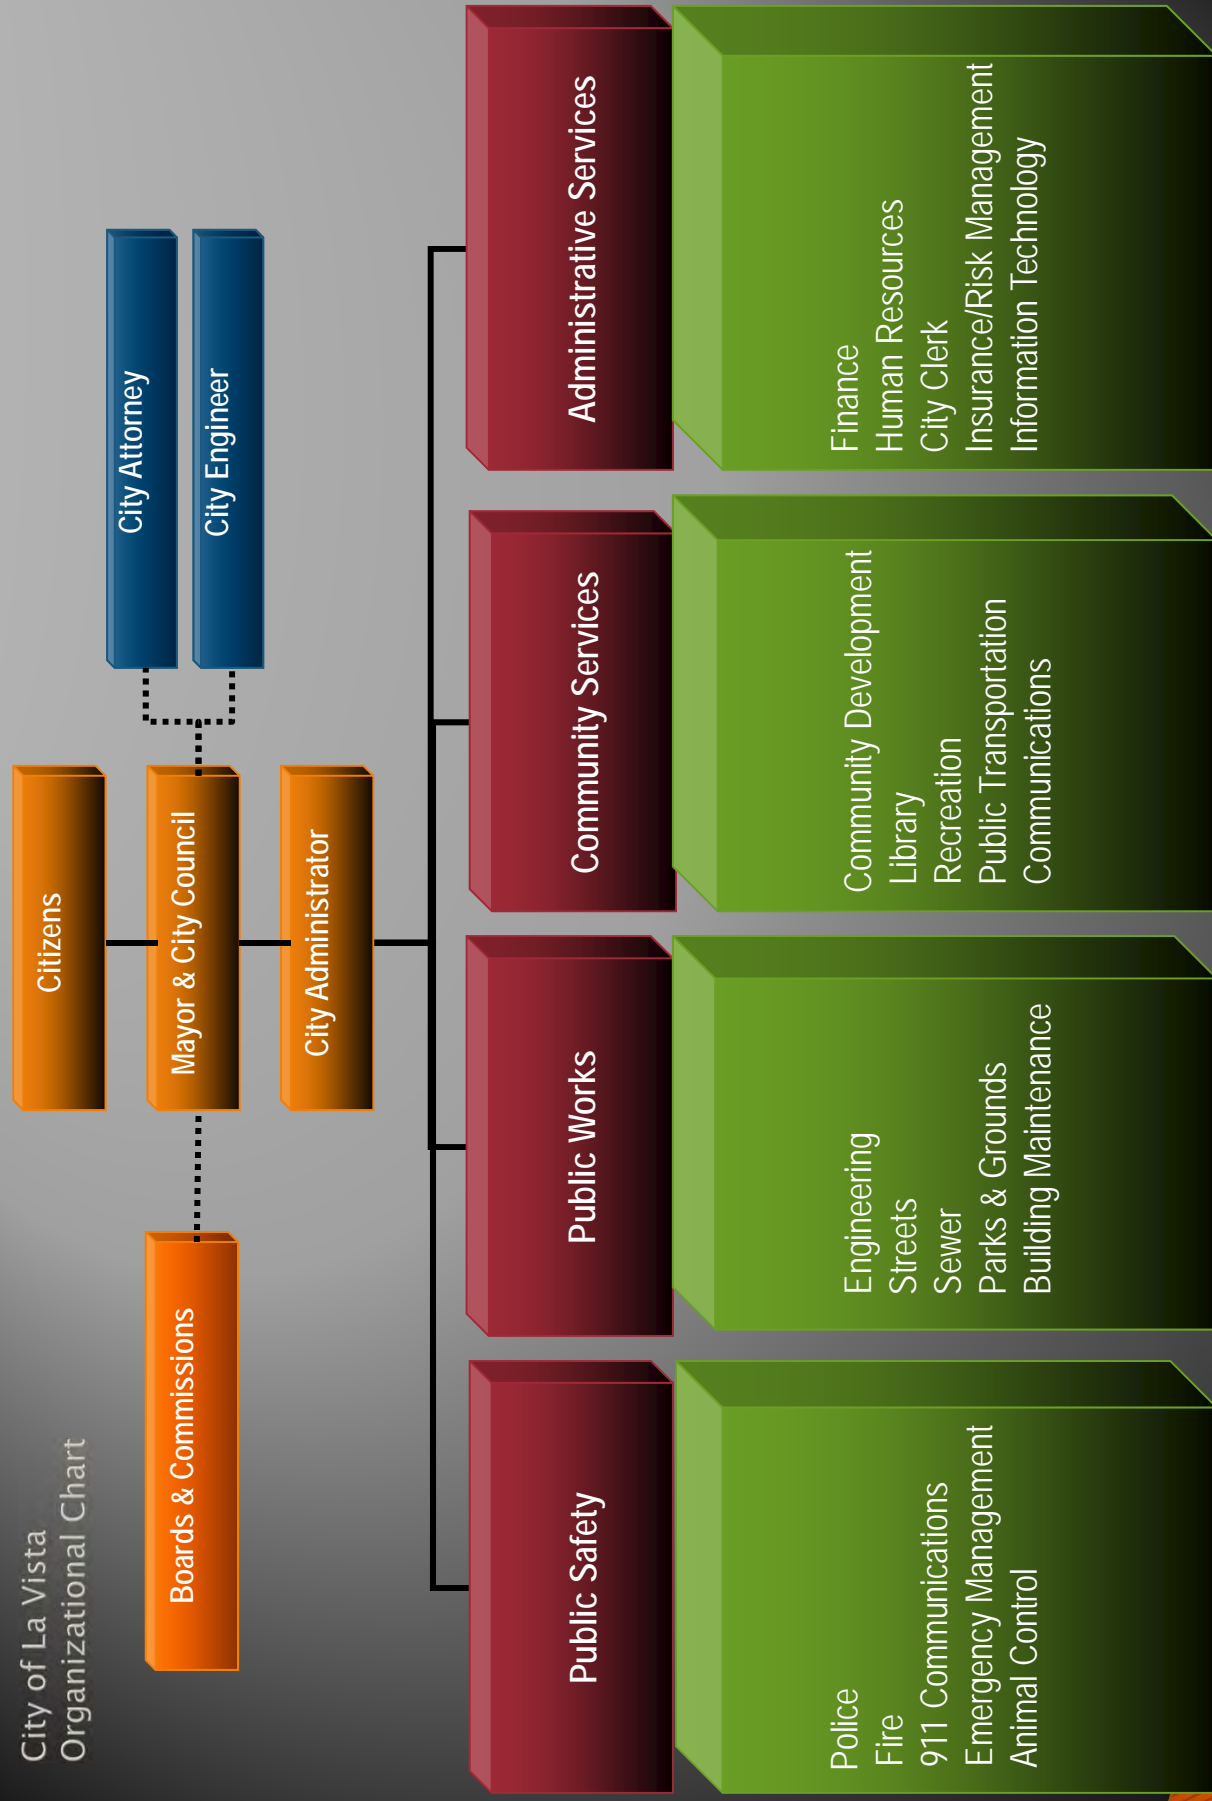 City of La Vista
Organizational Chart
Citizens
Boards & Commissions
Mayor & City Council
City Attorney
City Engineer
City Administrator
Public Safety
Police
Fire
911 Communications
Emergency Management
Animal Control
Public Works
Engineering
Streets
Sewer
Parks & Grounds
Building Maintenance
Community Services
Community Development
Library
Recreation
Public Transportation
Communications
Administrative Services
Finance
Human Resources
City Clerk
Insurance/Risk Management
Information Technology